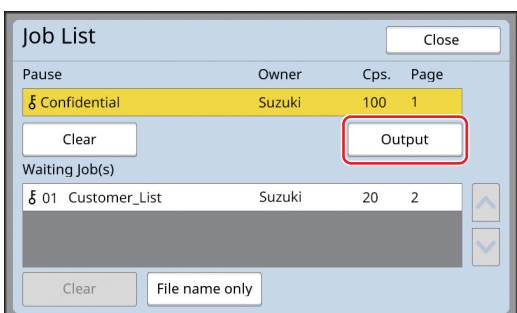 Job List Close
Pause Owner Cps. Page
Confidential Suzuki 100 1
Clear Output
Waiting Job(s)
01 Customer_List Suzuki 20 2
Clear File name only